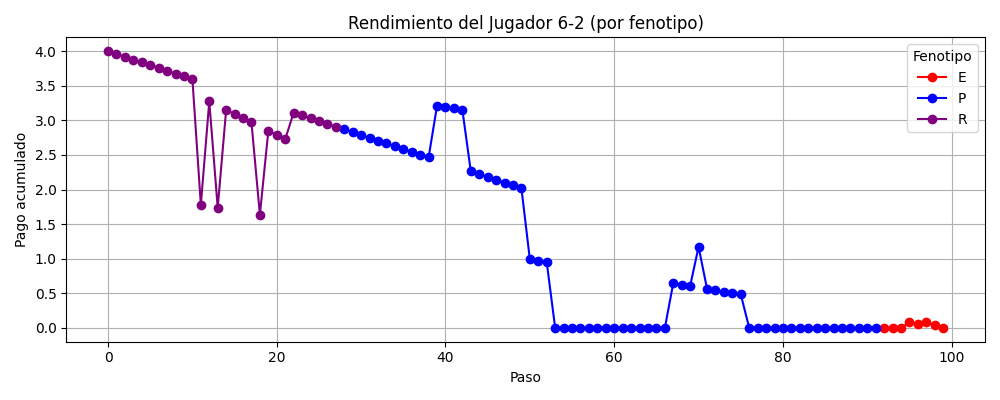 Rendimiento del Jugador 6-2 (por fenotipo)
Pago acumulado
4.0
3.5
3.0
2.5
2.0
1.5
1.0
0.5
0.0
Fenotipo
E
P
R
0 20 40 60 80 100
Paso